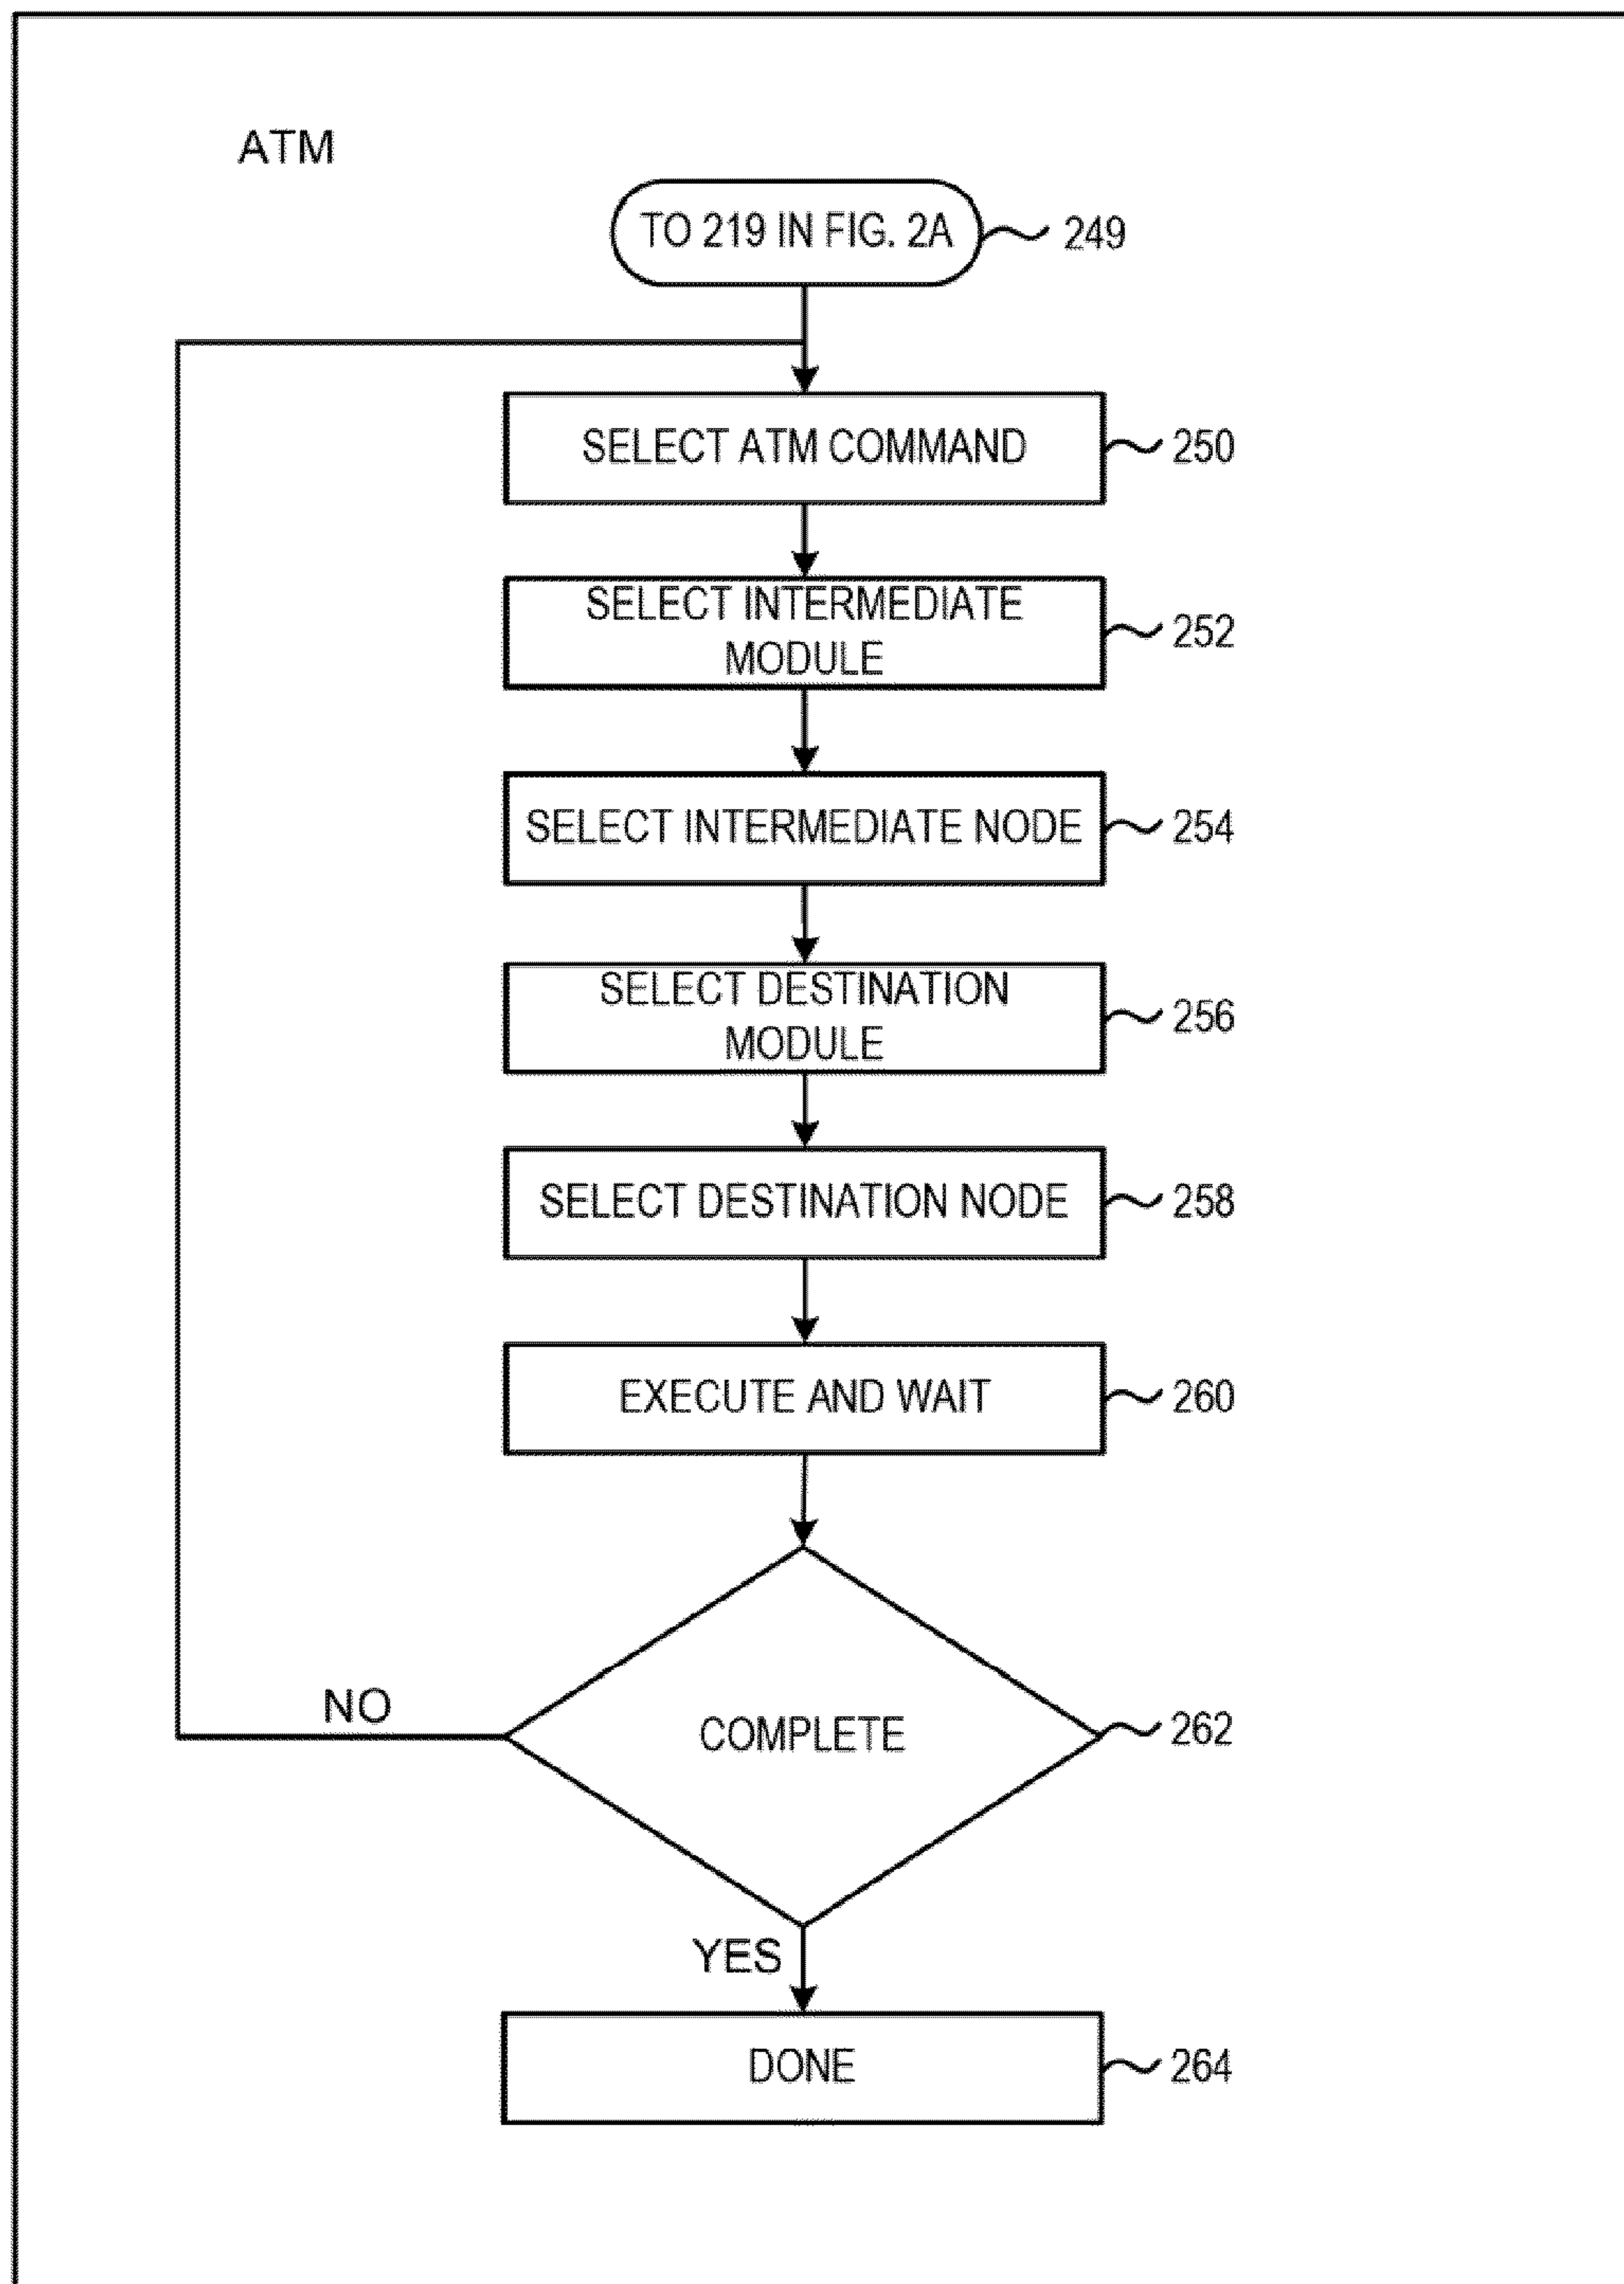 ATM
TO 219 IN FIG. 2A
249
SELECT ATM COMMAND
250
SELECT INTERMEDIATE
MODULE
252
SELECT INTERMEDIATE NODE
254
SELECT DESTINATION
MODULE
256
SELECT DESTINATION NODE
258
EXECUTE AND WAIT
260
COMPLETE
262
NO
YES
DONE
264